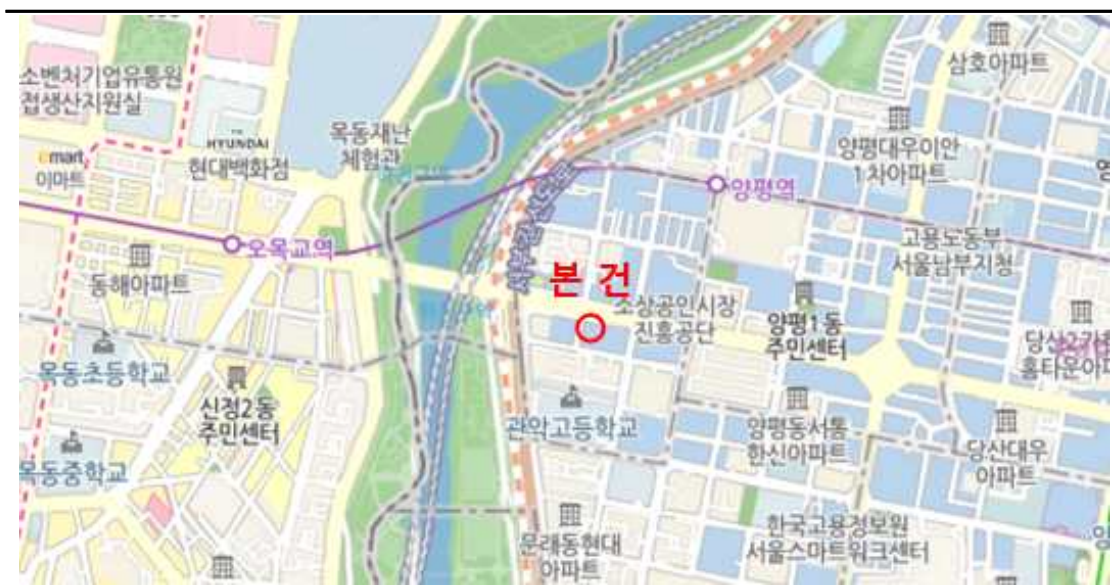 삼호아파트
소벤처기업유통원
접생산지원실
HYUNDAI
현대백화점
목동재난
체험관
emart
이마트
양평대우이안
1차아파트
양평역
오목교역
서부간선도로
고용노동부
서울남부지청
동해아파트
본 건
소상공인시장
진흥공단
양평1동
주민센터
목동초등학교
신정2동
주민센터
관악고등학교
양평동서통
한신아파트
당산대우
아파트
목동중학교
문래동현대
아파트
한국고용정보원
서울스마트워크센터